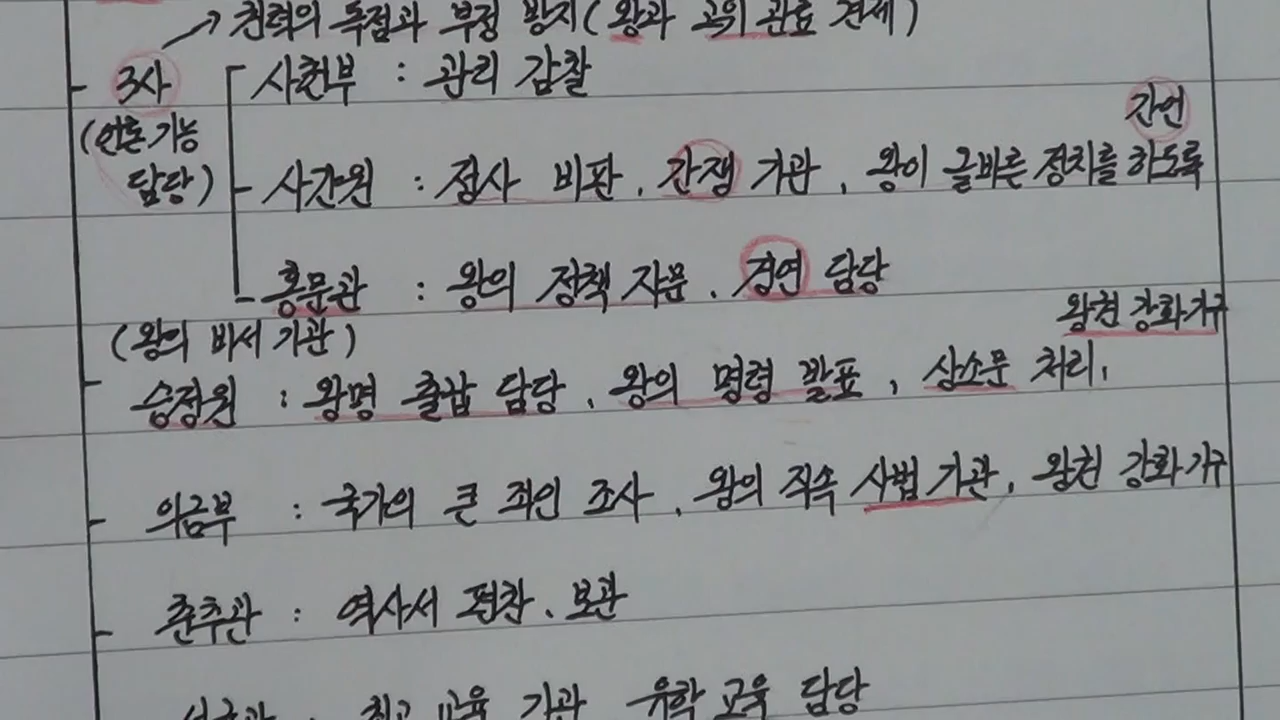 → 권력의 독점과 부정 방지 (왕과 고위 관료 견제)
- 3사 - 사헌부 : 관리 감찰
(언론 기능 담당)
간언
- 사간원 : 정사 비판, 간쟁 기관, 왕이 올바른 정치를 하도록
- 홍문관 : 왕의 정책 자문, 경연 담당
(왕의 비서 기관)
왕권 강화 기구
- 승정원 : 왕명 출납 담당, 왕의 명령 발표, 상소문 처리,
- 의금부 : 국가의 큰 죄인 조사, 왕의 직속 사법 기관, 왕권 강화 기구
- 춘추관 : 역사서 편찬, 보관
성균관 : 최고 교육 기관 유학 교육 담당